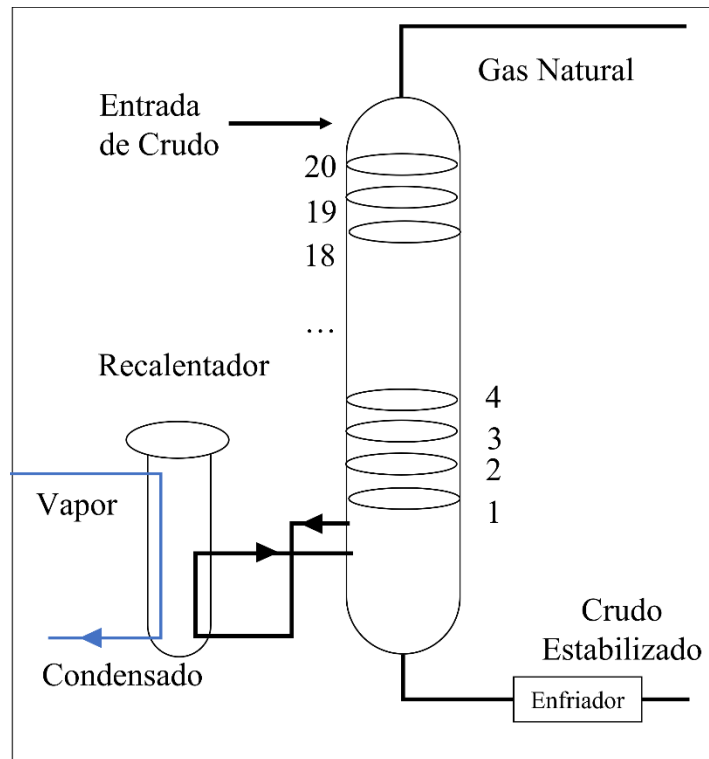 Gas Natural
Entrada
de Crudo
20
19
18
…
Recalentador
4
3
2
1
Vapor
Condensado
Crudo
Estabilizado
Enfriador